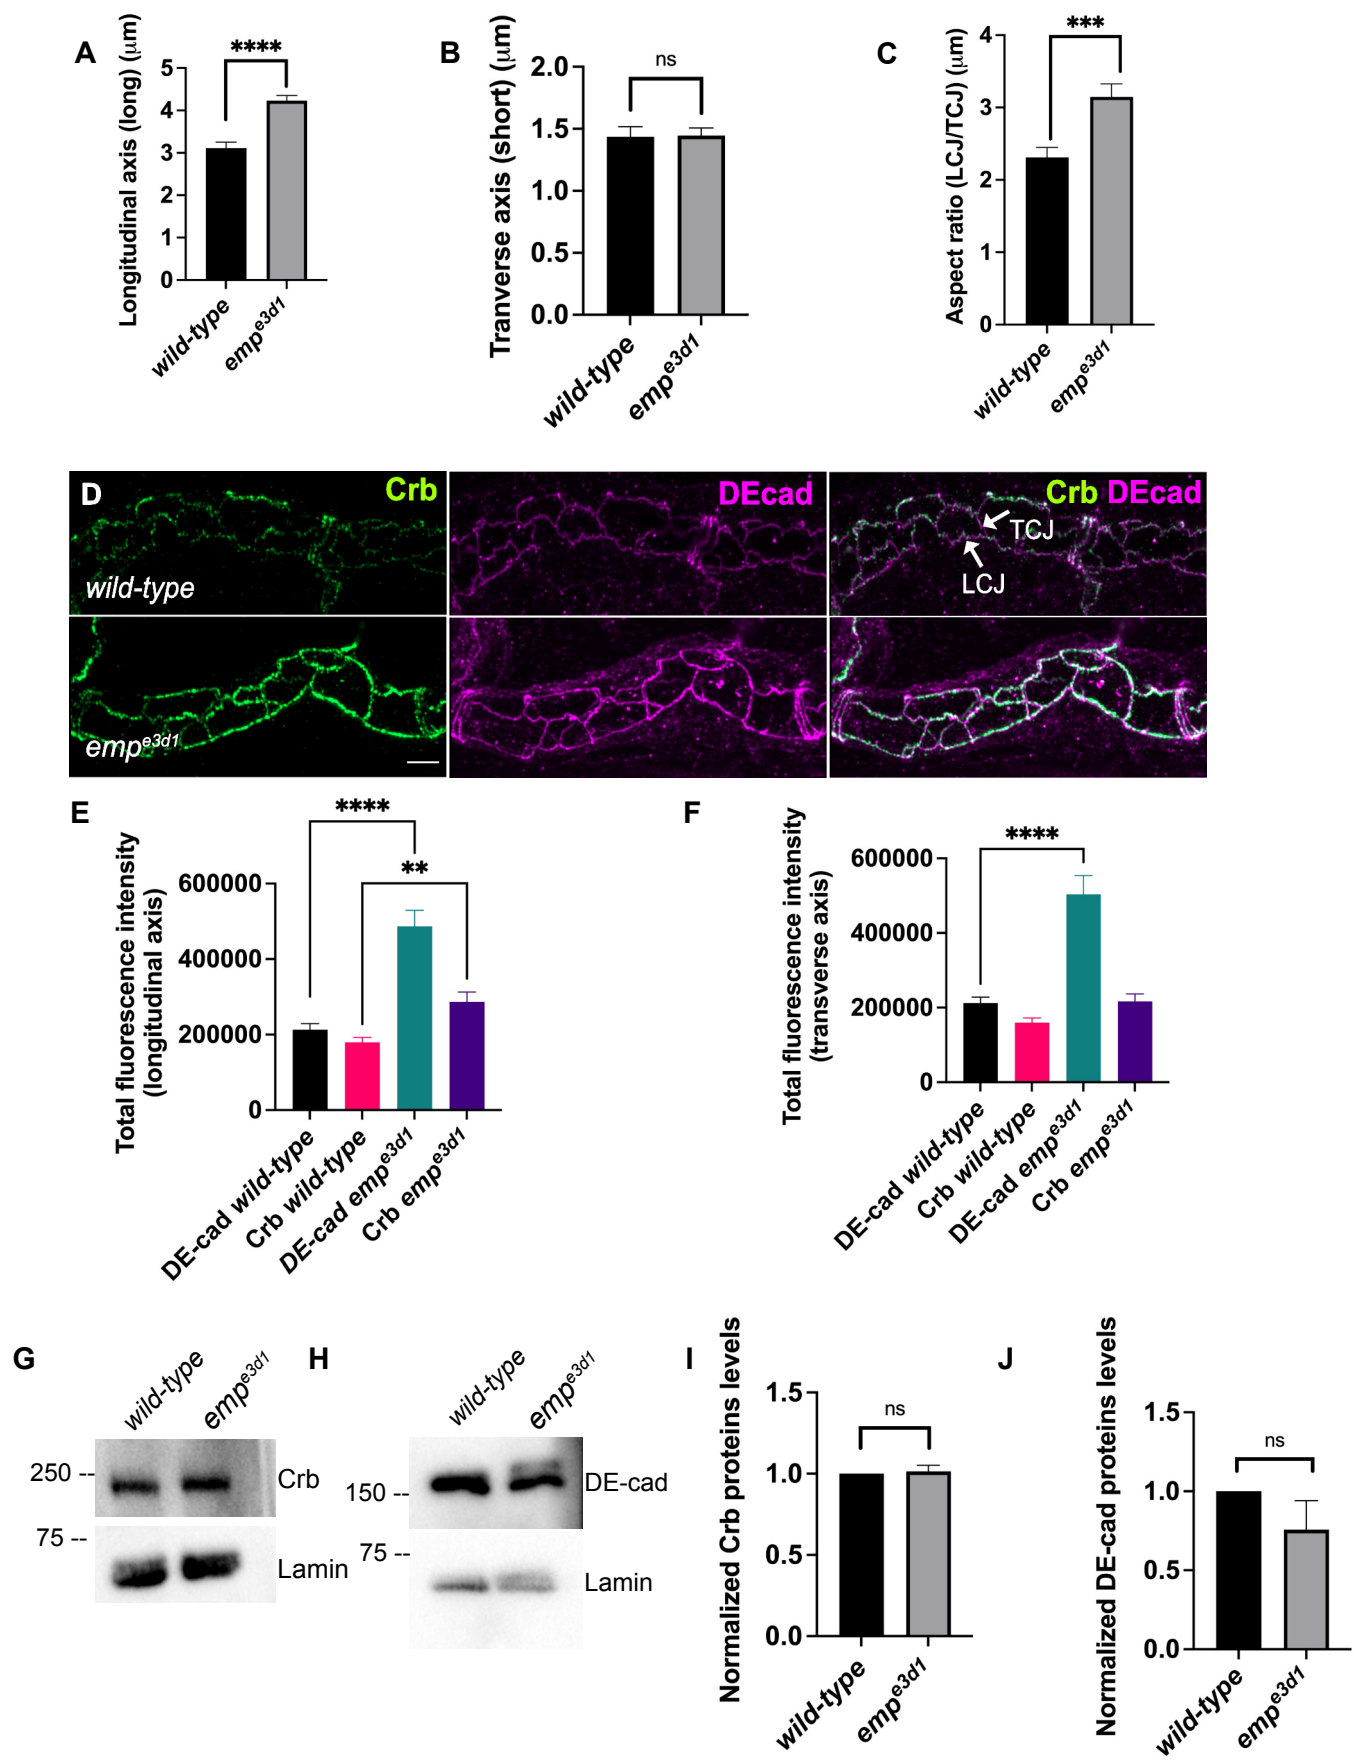 A
Longitudinal axis (long) (μm)
****
5
4
3
2
1
0
wild-type
emp^e3d1
B
Tranverse axis (short) (μm)
ns
2.0
1.5
1.0
0.5
0.0
wild-type
emp^e3d1
C
Aspect ratio (LCJ/TCJ) (μm)
***
4
3
2
1
0
wild-type
emp^e3d1
D
Crb
DEcad
Crb DEcad
TCJ
LCJ
wild-type
emp^e3d1
E
Total fluorescence intensity
(longitudinal axis)
****
**
600000
400000
200000
0
DE-cad wild-type
Crb wild-type
DE-cad emp^e3d1
Crb emp^e3d1
F
Total fluorescence intensity
(transverse axis)
****
600000
400000
200000
0
DE-cad wild-type
Crb wild-type
DE-cad emp^e3d1
Crb emp^e3d1
G
wild-type
emp^e3d1
250 --
Crb
75 --
Lamin
H
wild-type
emp^e3d1
150 --
DE-cad
75 --
Lamin
I
Normalized Crb proteins levels
ns
1.5
1.0
0.5
0.0
wild-type
emp^e3d1
J
Normalized DE-cad proteins levels
ns
1.5
1.0
0.5
0.0
wild-type
emp^e3d1